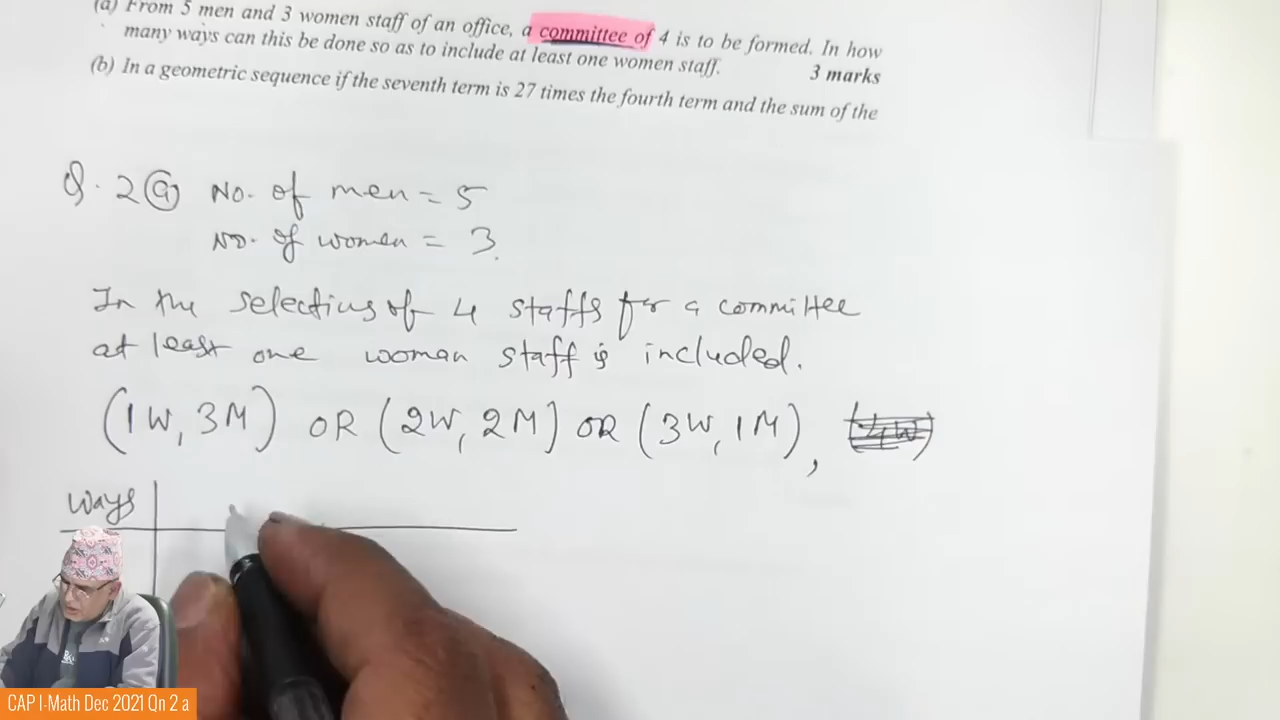 (a) From 5 men and 3 women staff of an office, a committee of 4 is to be formed. In how
many ways can this be done so as to include at least one women staff.
3 marks
(b) In a geometric sequence if the seventh term is 27 times the fourth term and the sum of the
Q. 2 (a) No. of men = 5
No. of women = 3.
In the selections of 4 staffs for a committee
at least one woman staff is included.
(1W, 3M) OR (2W, 2M) OR (3W, 1M),
Ways
CAP I-Math Dec 2021 Qn 2 a